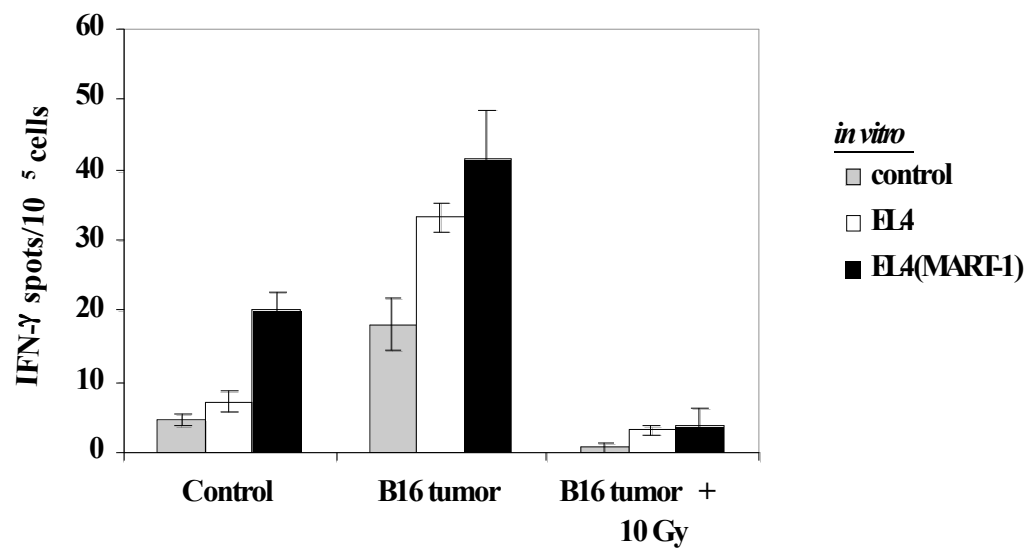 60
50
40
30
20
10
0
IFN-γ spots/10 5 cells
Control
B16 tumor
B16 tumor +
10 Gy
in vitro
control
EL4
EL4(MART-1)